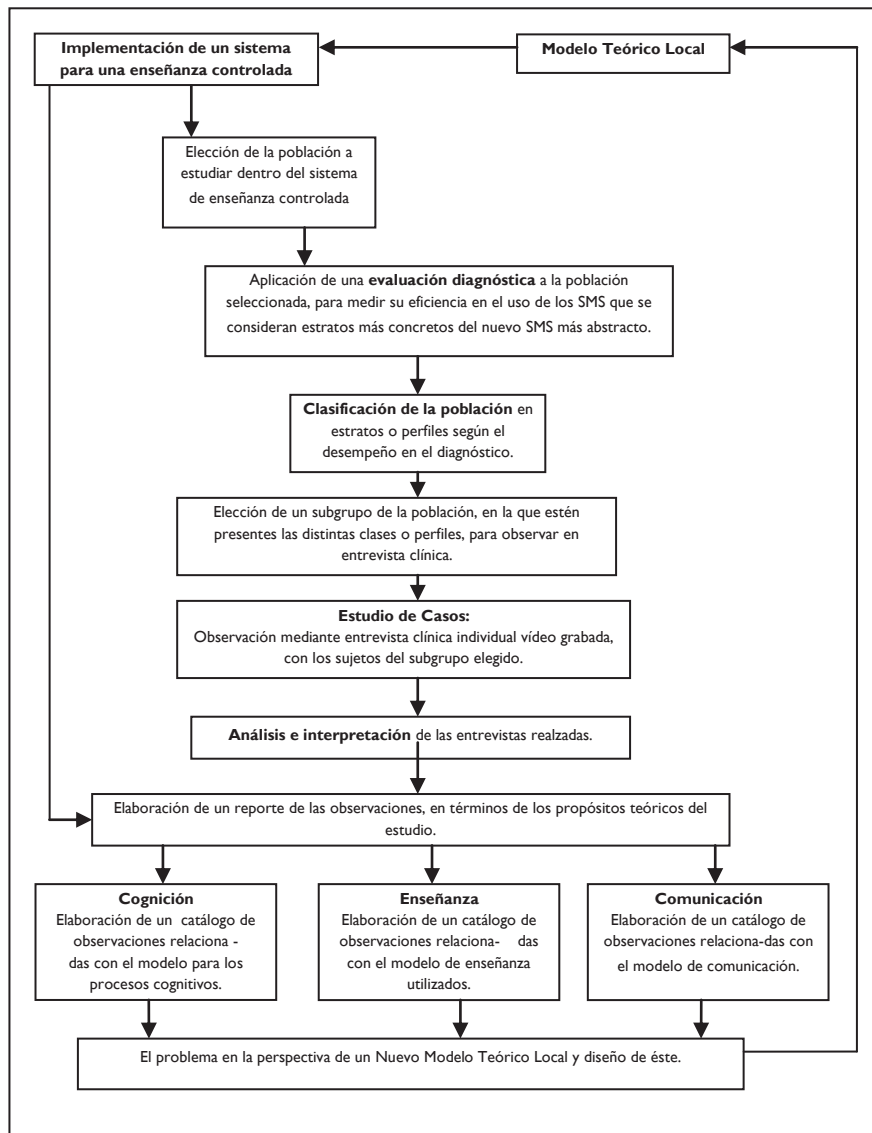 Implementación de un sistema
para una enseñanza controlada
Modelo Teórico Local
Elección de la población a
estudiar dentro del sistema
de enseñanza controlada
Aplicación de una evaluación diagnóstica a la población
seleccionada, para medir su eficiencia en el uso de los SMS que se
consideran estratos más concretos del nuevo SMS más abstracto.
Clasificación de la población en
estratos o perfiles según el
desempeño en el diagnóstico.
Elección de un subgrupo de la población, en la que estén
presentes las distintas clases o perfiles, para observar en
entrevista clínica.
Estudio de Casos:
Observación mediante entrevista clínica individual vídeo grabada,
con los sujetos del subgrupo elegido.
Análisis e interpretación de las entrevistas realzadas.
Elaboración de un reporte de las observaciones, en términos de los propósitos teóricos del
estudio.
Cognición
Elaboración de un catálogo de
observaciones relaciona -
das con el modelo para los
procesos cognitivos.
Enseñanza
Elaboración de un catálogo de
observaciones relaciona- das
con el modelo de enseñanza
utilizados.
Comunicación
Elaboración de un catálogo de
observaciones relaciona-das con
el modelo de comunicación.
El problema en la perspectiva de un Nuevo Modelo Teórico Local y diseño de éste.